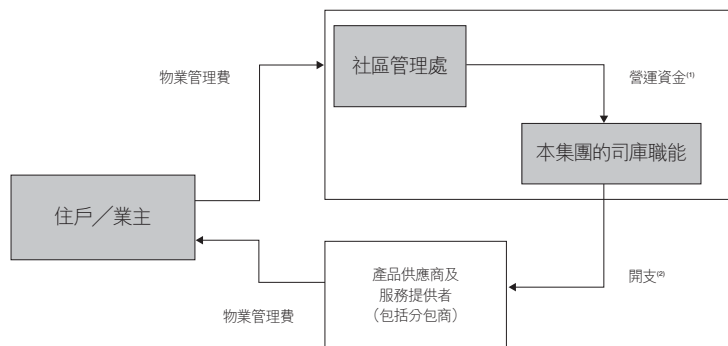 社區管理處
物業管理費
營運資金⁽¹⁾
本集團的司庫職能
住戶／業主
產品供應商及
服務提供者
（包括分包商）
開支⁽²⁾
物業管理費